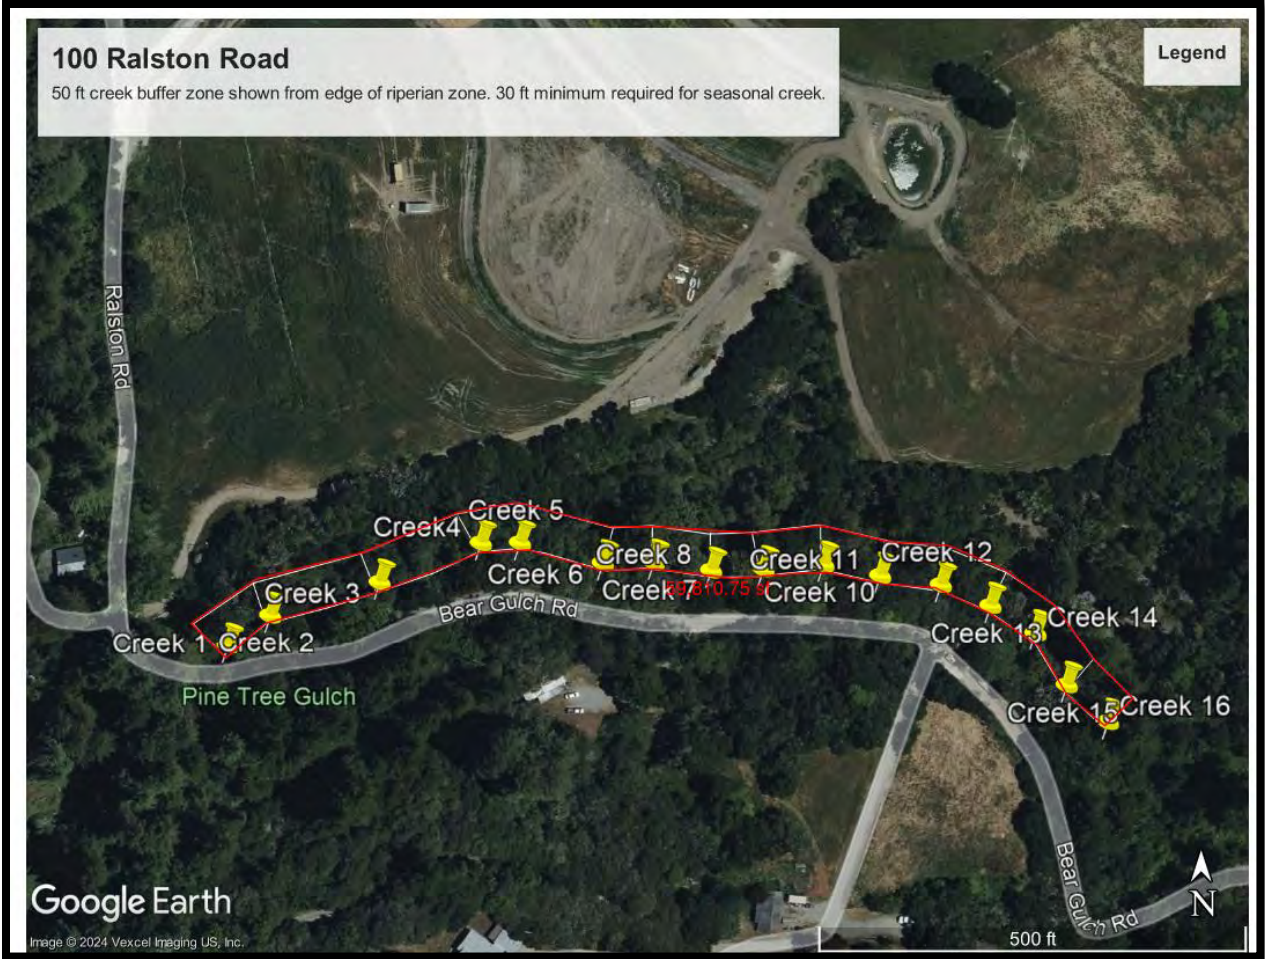 100 Ralston Road
50 ft creek buffer zone shown from edge of riperian zone. 30 ft minimum required for seasonal creek.
Legend
Ralston Rd
Creek 5
Creek4
Creek 8
Creek 11
Creek 12
Creek 6
Creek 3
Creek 7
Creek 10
Creek 14
Bear Gulch Rd
Creek 13
Creek 1
Creek 2
Pine Tree Gulch
Creek 15
Creek 16
Bear Gulch Rd
Google Earth
N
500 ft
Image © 2024 Vexcel Imaging US, Inc.